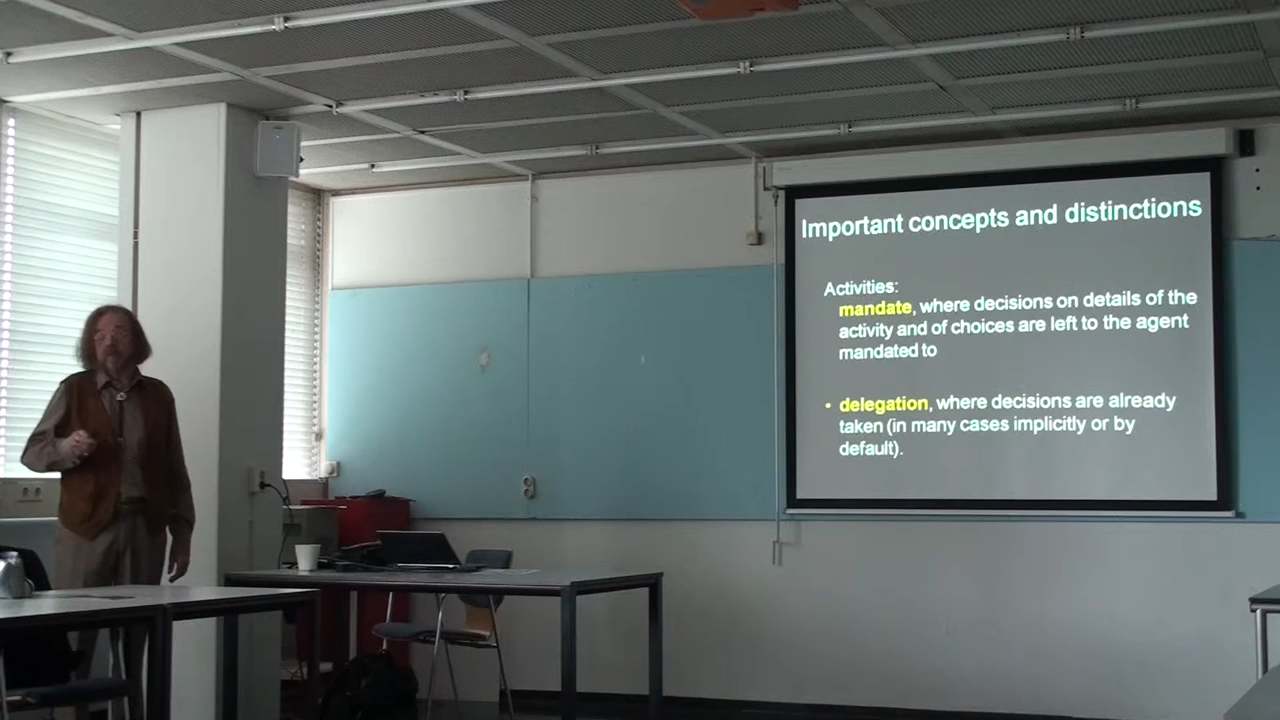 Important concepts and distinctions
Activities:
mandate, where decisions on details of the
activity and of choices are left to the agent
mandated to
• delegation, where decisions are already
taken (in many cases implicitly or by
default).